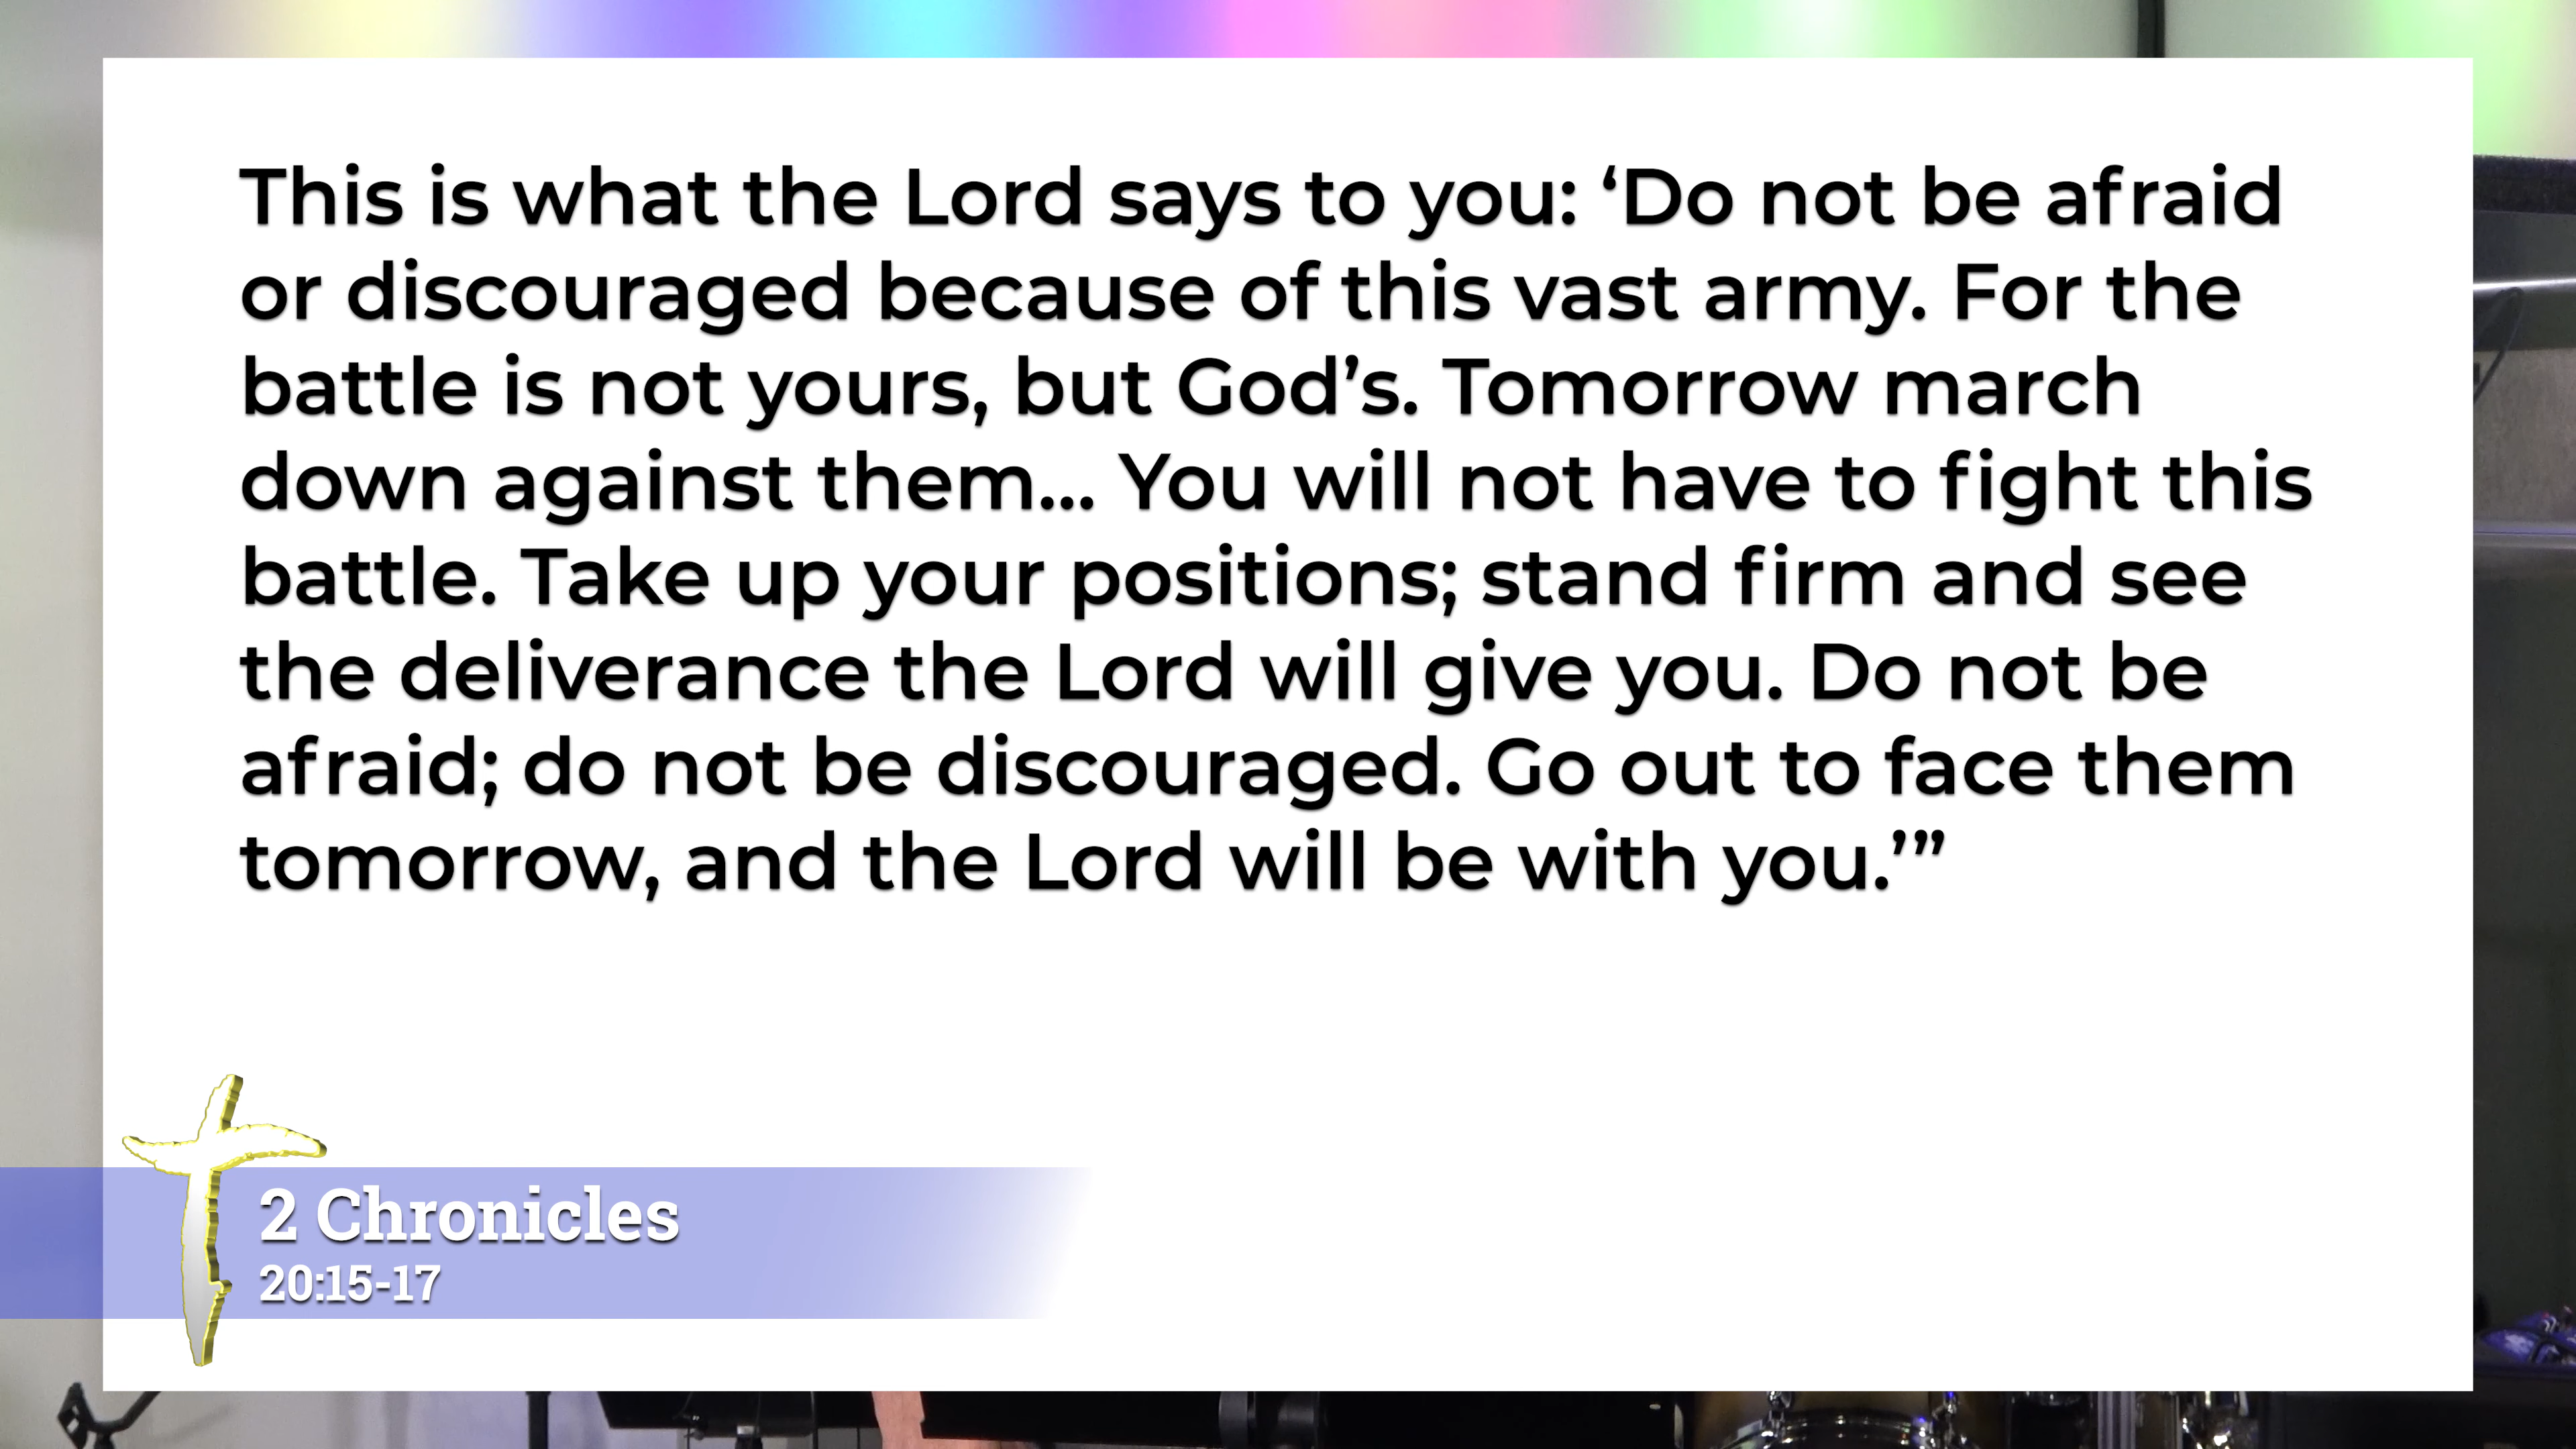 This is what the Lord says to you: ‘Do not be afraid
or discouraged because of this vast army. For the
battle is not yours, but God’s. Tomorrow march
down against them... You will not have to fight this
battle. Take up your positions; stand firm and see
the deliverance the Lord will give you. Do not be
afraid; do not be discouraged. Go out to face them
tomorrow, and the Lord will be with you.’”
2 Chronicles
20:15-17